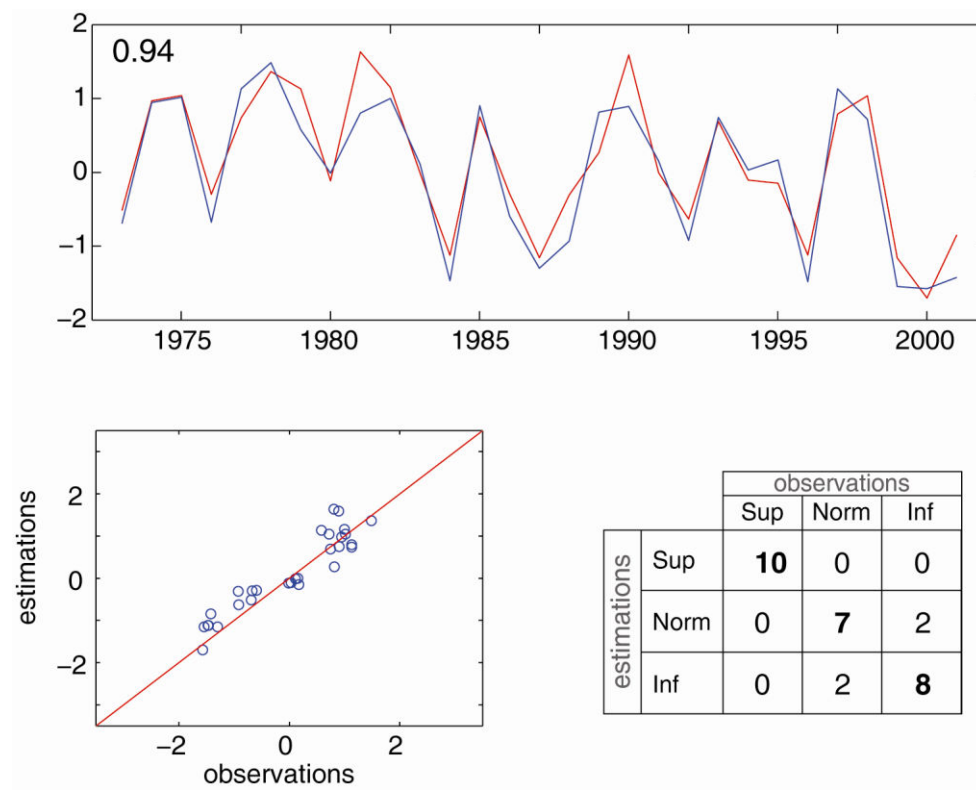 0.94
2
1
0
−1
−2
1975 1980 1985 1990 1995 2000
estimations
2
0
−2
−2 0 2
observations
observations
Sup Norm Inf
estimations
Sup 10 0 0
Norm 0 7 2
Inf 0 2 8